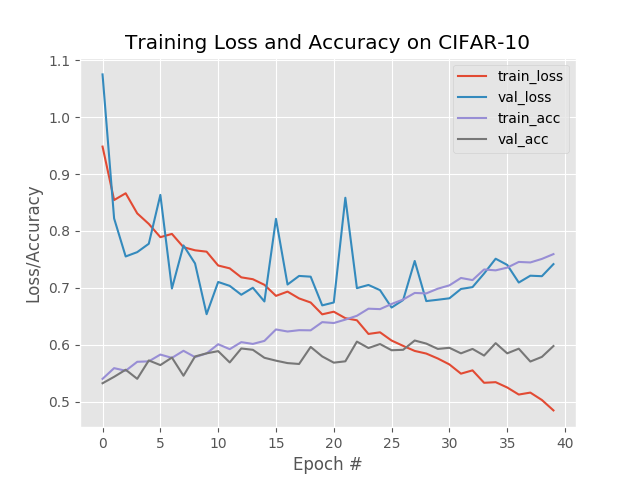 Training Loss and Accuracy on CIFAR-10
1.1
1.0
0.9
0.8
0.7
0.6
0.5
Loss/Accuracy
train_loss
val_loss
train_acc
val_acc
0 5 10 15 20 25 30 35 40
Epoch #